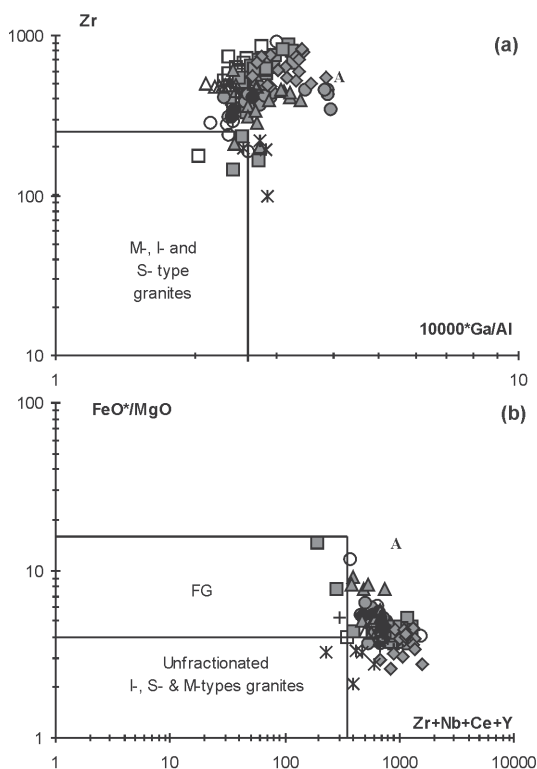 Zr
1000
(a)
A
100
M-, I- and
S- type
granites
10000*Ga/Al
10
1
10
100
FeO*/MgO
(b)
A
10
FG
Unfractionated
I-, S- & M-types granites
Zr+Nb+Ce+Y
1
1
10
100
1000
10000